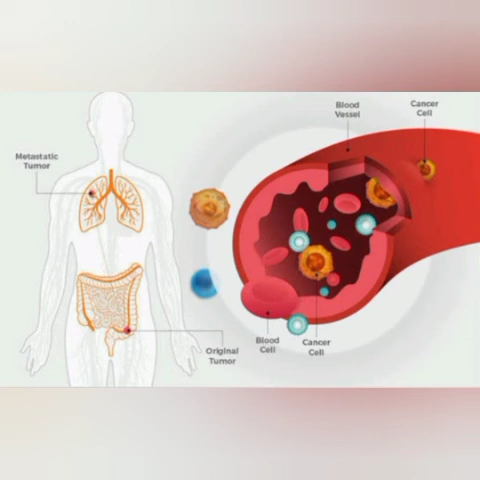 Blood
Vessel
Cancer
Cell
Metastatic
Tumor
Original
Tumor
Blood
Cell
Cancer
Cell